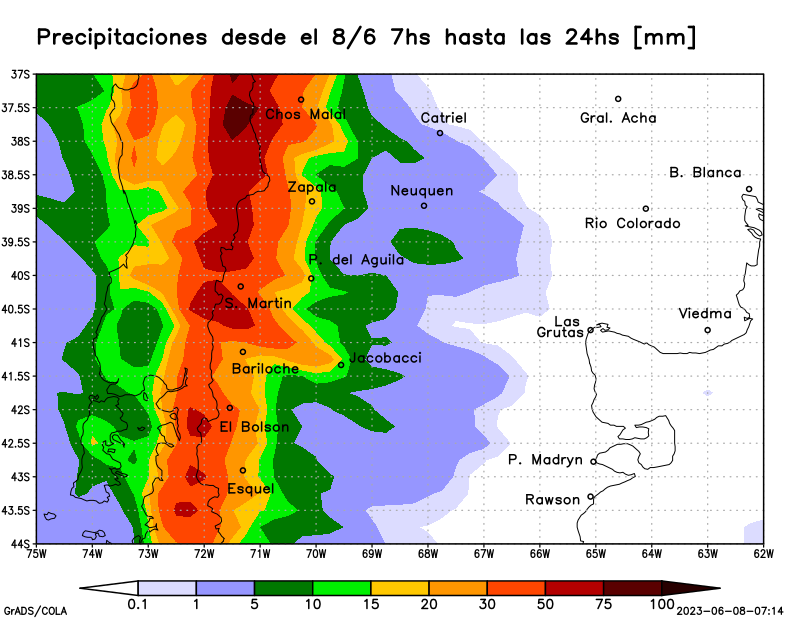 Precipitaciones desde el 8/6 7hs hasta las 24hs [mm]
37S
37.5S
38S
38.5S
39S
39.5S
40S
40.5S
41S
41.5S
42S
42.5S
43S
43.5S
44S
Chos Malal
Catriel
Gral. Acha
B. Blanca
Zapala
Neuquen
Rio Colorado
P. del Aguila
S. Martin
Las
Grutas
Viedma
Bariloche
Jacobacci
El Bolson
P. Madryn
Esquel
Rawson
75W 74W 73W 72W 71W 70W 69W 68W 67W 66W 65W 64W 63W 62W
0.1 1 5 10 15 20 30 50 75 100
GrADS/COLA
2023-06-08-07:14